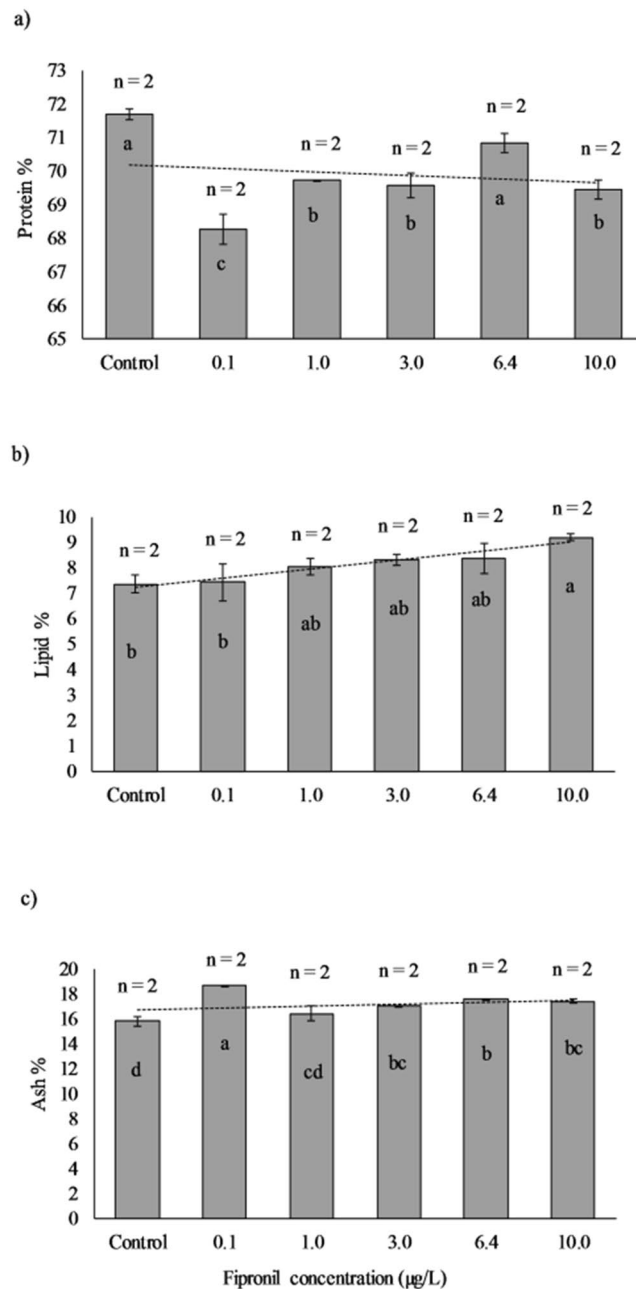 a)
73
72
71
70
69
68
67
66
65
Protein %
n = 2
n = 2
n = 2
n = 2
n = 2
n = 2
a
c
b
b
a
b
Control 0.1 1.0 3.0 6.4 10.0
b)
10
9
8
7
6
5
4
3
2
1
0
Lipid %
n = 2
n = 2
n = 2
n = 2
n = 2
n = 2
b
b
ab
ab
ab
a
Control 0.1 1.0 3.0 6.4 10.0
c)
20
18
16
14
12
10
8
6
4
2
0
Ash %
n = 2
n = 2
n = 2
n = 2
n = 2
n = 2
d
a
cd
bc
b
bc
Control 0.1 1.0 3.0 6.4 10.0
Fipronil concentration (µg/L)